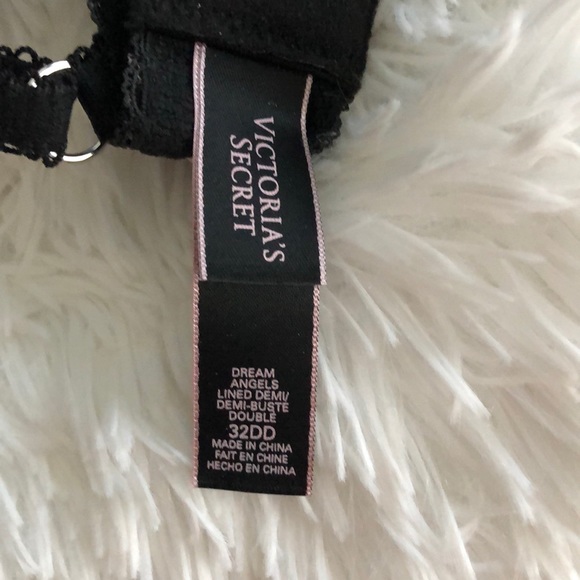 VICTORIA'S
SECRET
DREAM
ANGELS
LINED DEMI/
DEMI-BUSTE
DOUBLÉ
32DD
MADE IN CHINA
FAIT EN CHINE
HECHO EN CHINA